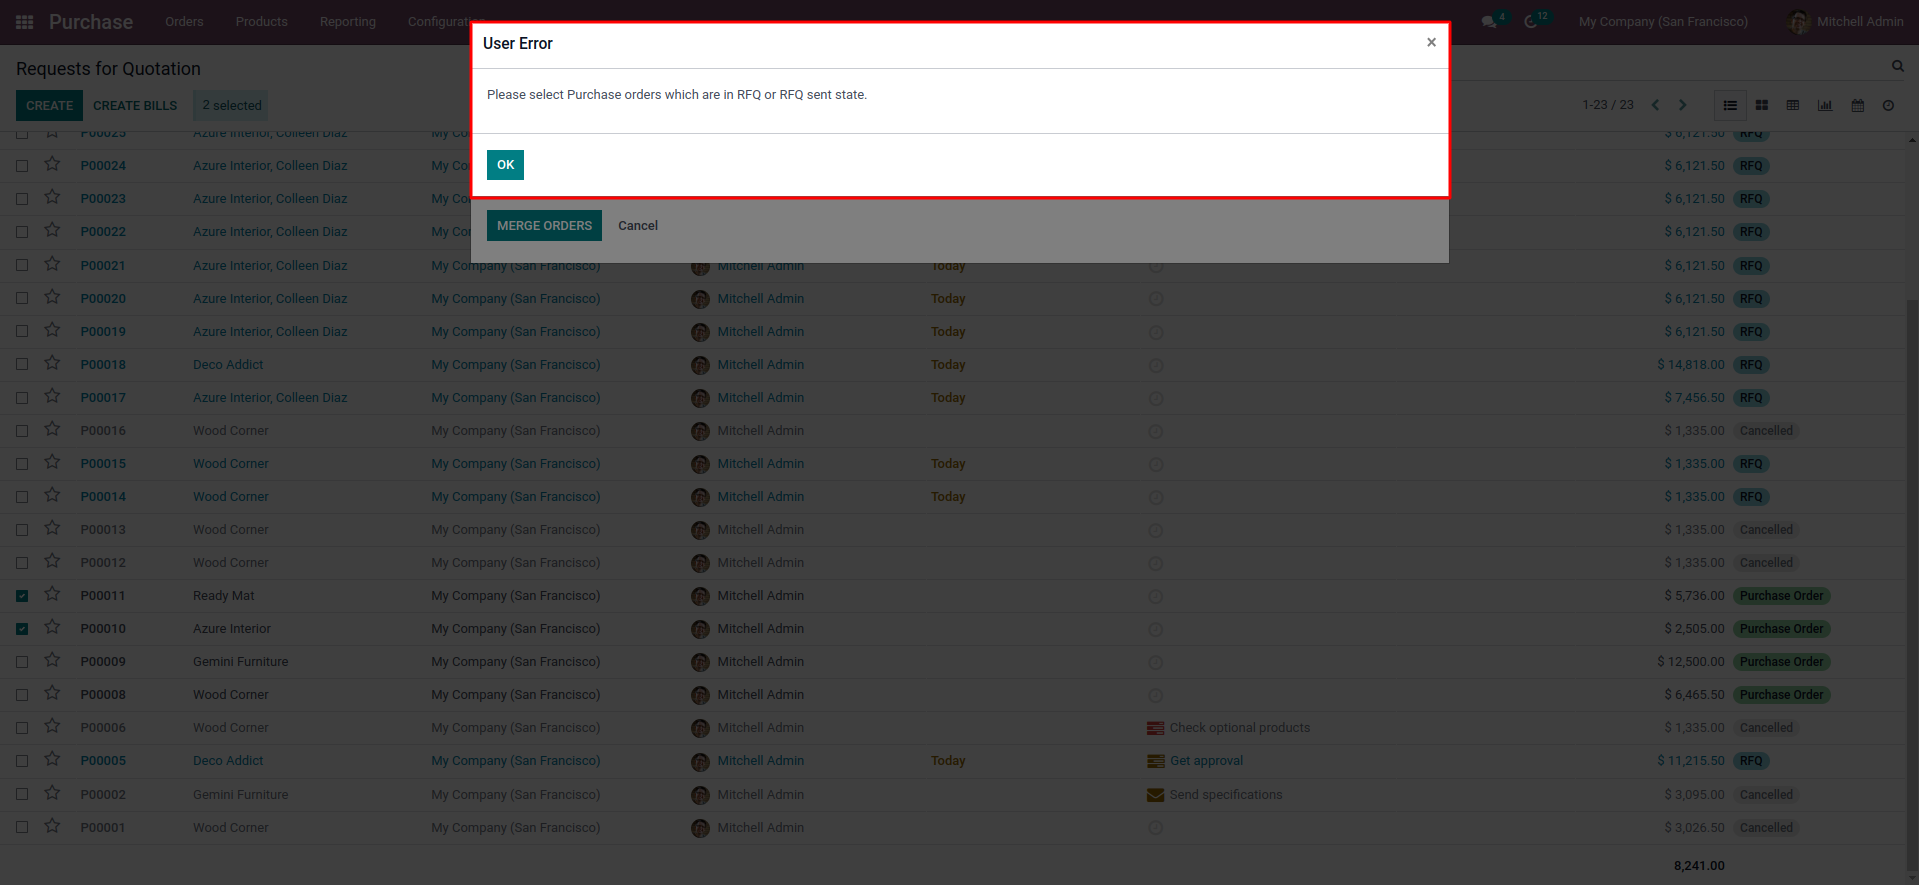 Purchase Orders Products Reporting Configuration 4 12 My Company (San Francisco) Mitchell Admin
User Error ×
Requests for Quotation
Please select Purchase orders which are in RFQ or RFQ sent state.
CREATE CREATE BILLS 2 selected 1-23 / 23
OK
MERGE ORDERS Cancel
P00025 Azure Interior, Colleen Diaz My Co $ 6,121.50 RFQ
P00024 Azure Interior, Colleen Diaz My Co $ 6,121.50 RFQ
P00023 Azure Interior, Colleen Diaz My Co $ 6,121.50 RFQ
P00022 Azure Interior, Colleen Diaz My Co $ 6,121.50 RFQ
P00021 Azure Interior, Colleen Diaz My Company (San Francisco) Mitchell Admin Today $ 6,121.50 RFQ
P00020 Azure Interior, Colleen Diaz My Company (San Francisco) Mitchell Admin Today $ 6,121.50 RFQ
P00019 Azure Interior, Colleen Diaz My Company (San Francisco) Mitchell Admin Today $ 6,121.50 RFQ
P00018 Deco Addict My Company (San Francisco) Mitchell Admin Today $ 14,818.00 RFQ
P00017 Azure Interior, Colleen Diaz My Company (San Francisco) Mitchell Admin Today $ 7,456.50 RFQ
P00016 Wood Corner My Company (San Francisco) Mitchell Admin $ 1,335.00 Cancelled
P00015 Wood Corner My Company (San Francisco) Mitchell Admin Today $ 1,335.00 RFQ
P00014 Wood Corner My Company (San Francisco) Mitchell Admin Today $ 1,335.00 RFQ
P00013 Wood Corner My Company (San Francisco) Mitchell Admin $ 1,335.00 Cancelled
P00012 Wood Corner My Company (San Francisco) Mitchell Admin $ 1,335.00 Cancelled
P00011 Ready Mat My Company (San Francisco) Mitchell Admin $ 5,736.00 Purchase Order
P00010 Azure Interior My Company (San Francisco) Mitchell Admin $ 2,505.00 Purchase Order
P00009 Gemini Furniture My Company (San Francisco) Mitchell Admin $ 12,500.00 Purchase Order
P00008 Wood Corner My Company (San Francisco) Mitchell Admin $ 6,465.50 Purchase Order
P00006 Wood Corner My Company (San Francisco) Mitchell Admin Check optional products $ 1,335.00 Cancelled
P00005 Deco Addict My Company (San Francisco) Mitchell Admin Today Get approval $ 11,215.50 RFQ
P00002 Gemini Furniture My Company (San Francisco) Mitchell Admin Send specifications $ 3,095.00 Cancelled
P00001 Wood Corner My Company (San Francisco) Mitchell Admin $ 3,026.50 Cancelled
8,241.00